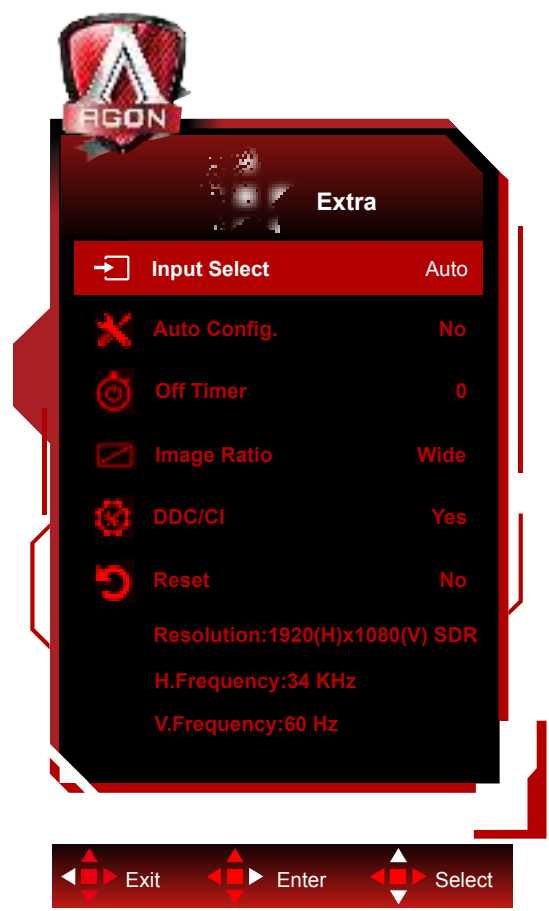 AGON
Extra
Input Select Auto
Auto Config. No
Off Timer 0
Image Ratio Wide
DDC/CI Yes
Reset No
Resolution:1920(H)x1080(V) SDR
H.Frequency:34 KHz
V.Frequency:60 Hz
Exit Enter Select